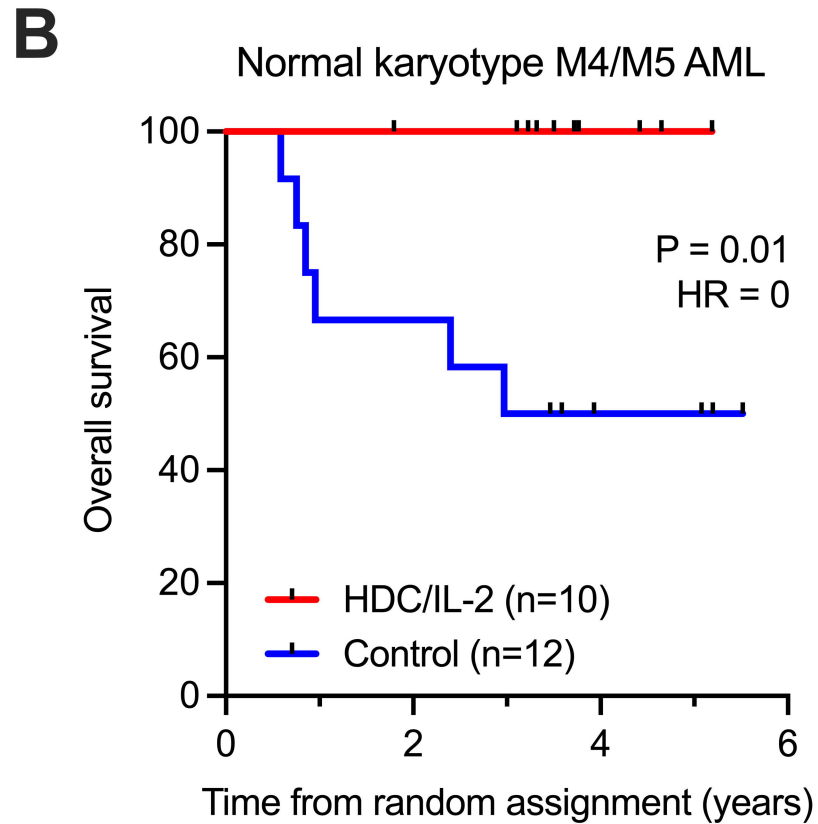 B
Normal karyotype M4/M5 AML
100
80
60
40
20
0
Overall survival
P = 0.01
HR = 0
HDC/IL-2 (n=10)
Control (n=12)
0 2 4 6
Time from random assignment (years)